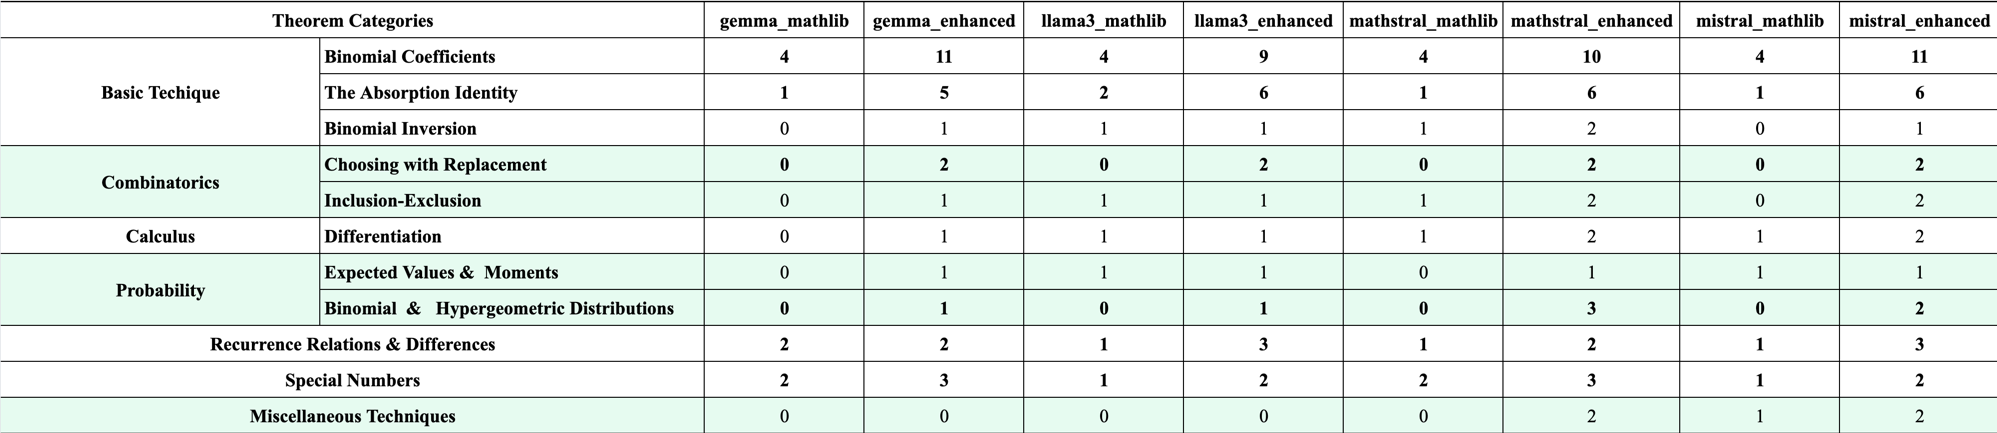 Theorem Categories gemma_mathlib gemma_enhanced llama3_mathlib llama3_enhanced mathstral_mathlib mathstral_enhanced mistral_mathlib mistral_enhanced
Basic Techique
Binomial Coefficients 4 11 4 9 4 10 4 11
The Absorption Identity 1 5 2 6 1 6 1 6
Binomial Inversion 0 1 1 1 1 2 0 1
Combinatorics
Choosing with Replacement 0 2 0 2 0 2 0 2
Inclusion-Exclusion 0 1 1 1 1 2 0 2
Calculus Differentiation 0 1 1 1 1 2 1 2
Probability
Expected Values & Moments 0 1 1 1 0 1 1 1
Binomial & Hypergeometric Distributions 0 1 0 1 0 3 0 2
Recurrence Relations & Differences 2 2 1 3 1 2 1 3
Special Numbers 2 3 1 2 2 3 1 2
Miscellaneous Techniques 0 0 0 0 0 2 1 2